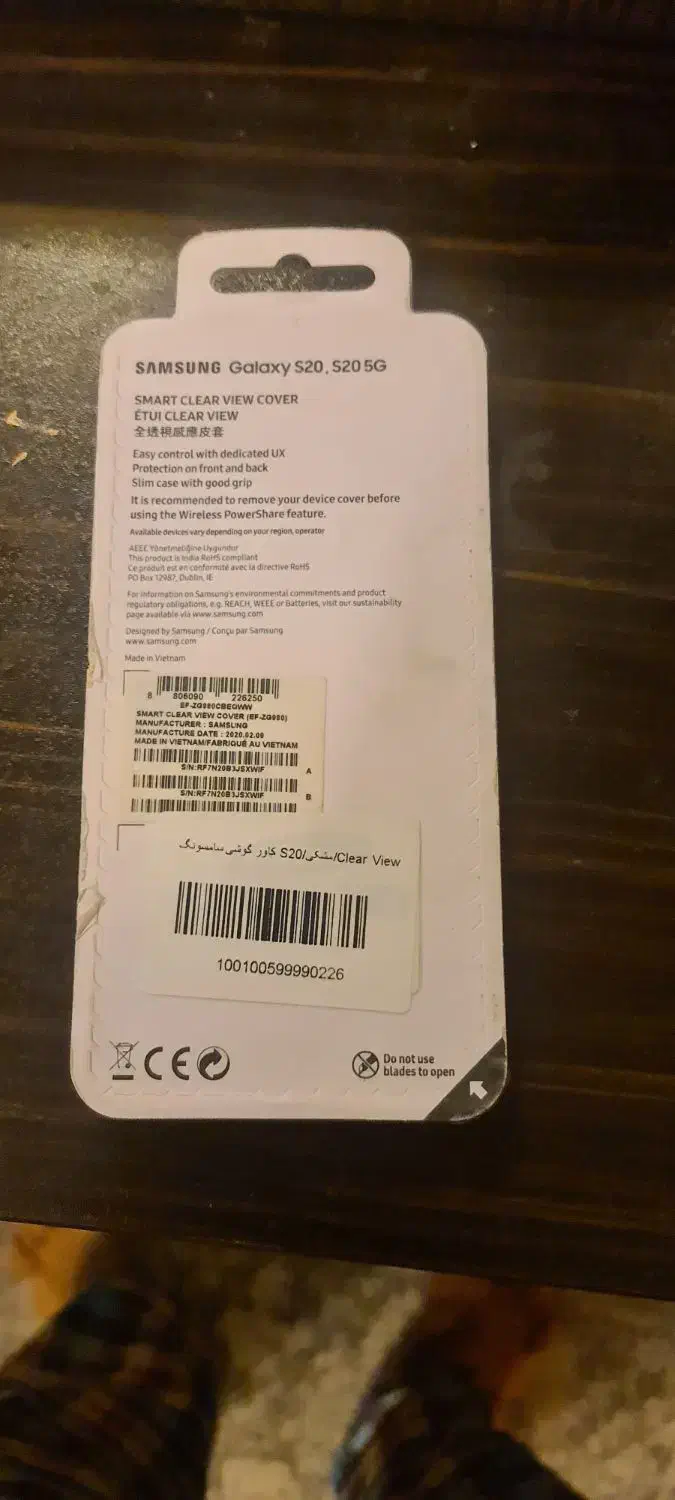 SAMSUNG Galaxy S20, S20 5G
SMART CLEAR VIEW COVER
ÉTUI CLEAR VIEW
全透視感應皮套
Easy control with dedicated UX
Protection on front and back
Slim case with good grip
It is recommended to remove your device cover before
using the Wireless PowerShare feature.
Available devices vary depending on your region, operator
AEEE Yönetmeliğine Uygundur
This product is India RoHS compliant
Ce produit est en conformité avec la directive RoHS
PO Box 12987, Dublin, IE
For information on Samsung's environmental commitments and product
regulatory obligations, e.g. REACH, WEEE or Batteries, visit our sustainability
page available via www.samsung.com
Designed by Samsung / Conçu par Samsung
www.samsung.com
Made in Vietnam
8 806090 226250
EF-ZG980CBEGWW
SMART CLEAR VIEW COVER (EF-ZG980)
MANUFACTURER : SAMSUNG
MANUFACTURE DATE : 2020.02.09
MADE IN VIETNAM/FABRIQUÉ AU VIETNAM
S/N:RF7N20B3JSXWIF A
S/N:RF7N20B3JSXWIF B
کاور گوشی سامسونگ S20/مشکی/Clear View
100100599990226
CE
Do not use
blades to open